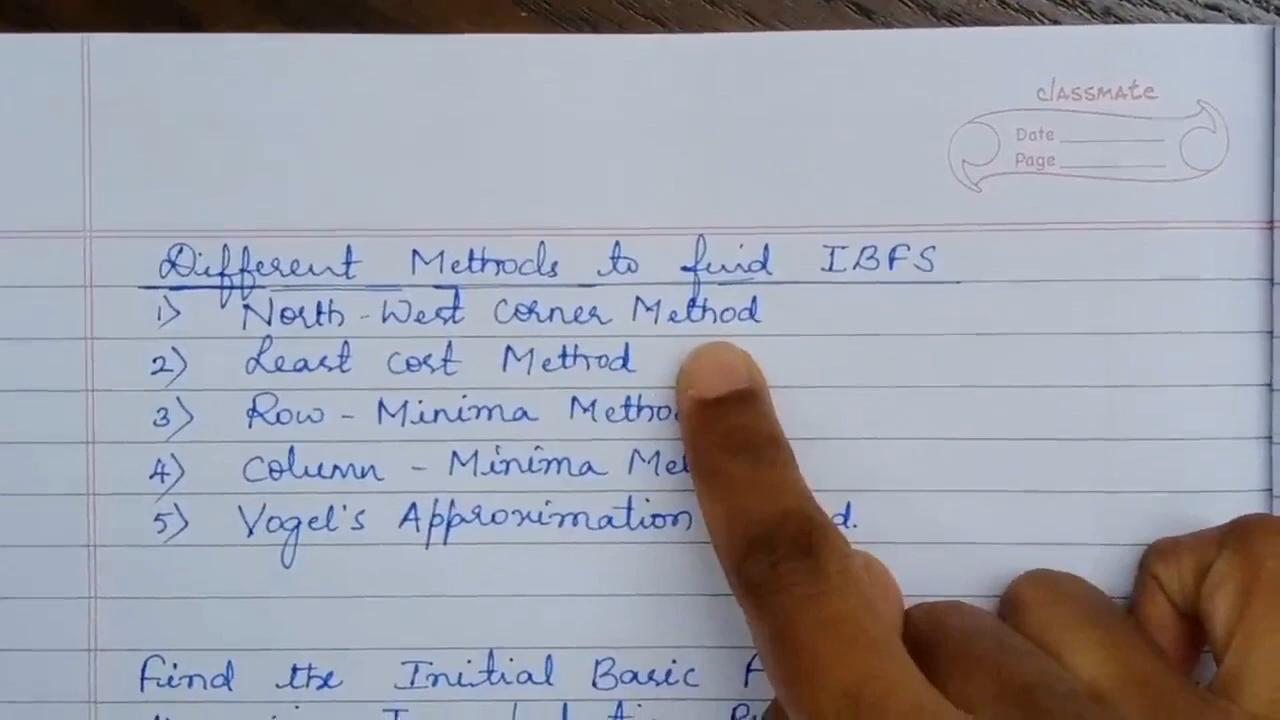 classmate
Date
Page
Different Methods to find IBFS
1) North-West Corner Method
2) Least cost Method
3) Row - Minima Metho
4) Column - Minima Me
5) Vogel's Approximation d.
Find the Initial Basic F